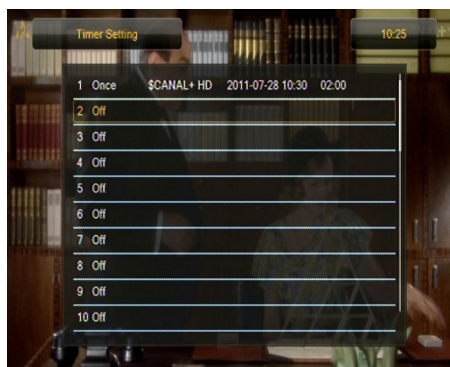 Timer Setting 10:25
1 Once $CANAL+ HD 2011-07-28 10:30 02:00
2 Off
3 Off
4 Off
5 Off
6 Off
7 Off
8 Off
9 Off
10 Off